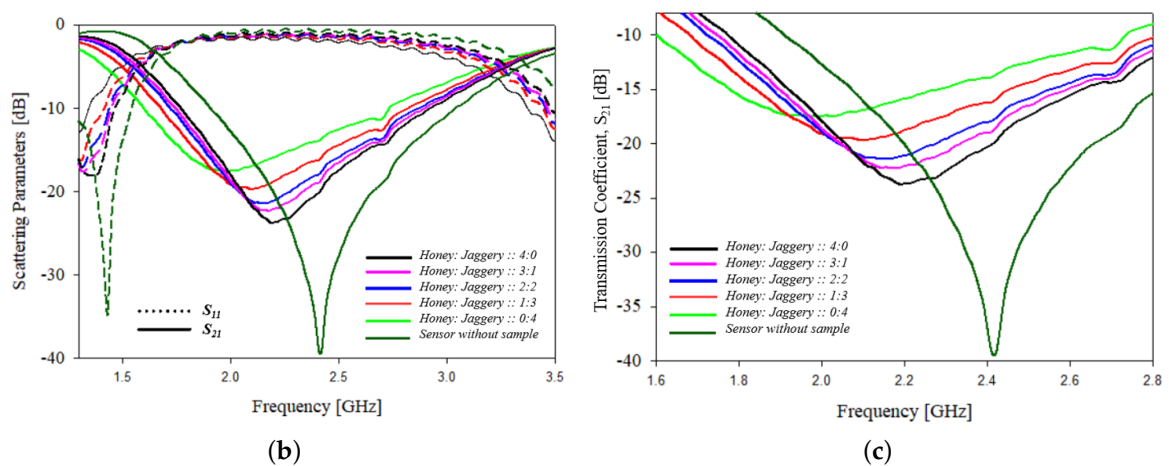 Scattering Parameters [dB]
0
-10
-20
-30
-40
S11
S21
Honey: Jaggery :: 4:0
Honey: Jaggery :: 3:1
Honey: Jaggery :: 2:2
Honey: Jaggery :: 1:3
Honey: Jaggery :: 0:4
Sensor without sample
1.5 2.0 2.5 3.0 3.5
Frequency [GHz]
(b)
Transmission Coefficient, S21 [dB]
-10
-15
-20
-25
-30
-35
-40
Honey: Jaggery :: 4:0
Honey: Jaggery :: 3:1
Honey: Jaggery :: 2:2
Honey: Jaggery :: 1:3
Honey: Jaggery :: 0:4
Sensor without sample
1.6 1.8 2.0 2.2 2.4 2.6 2.8
Frequency [GHz]
(c)